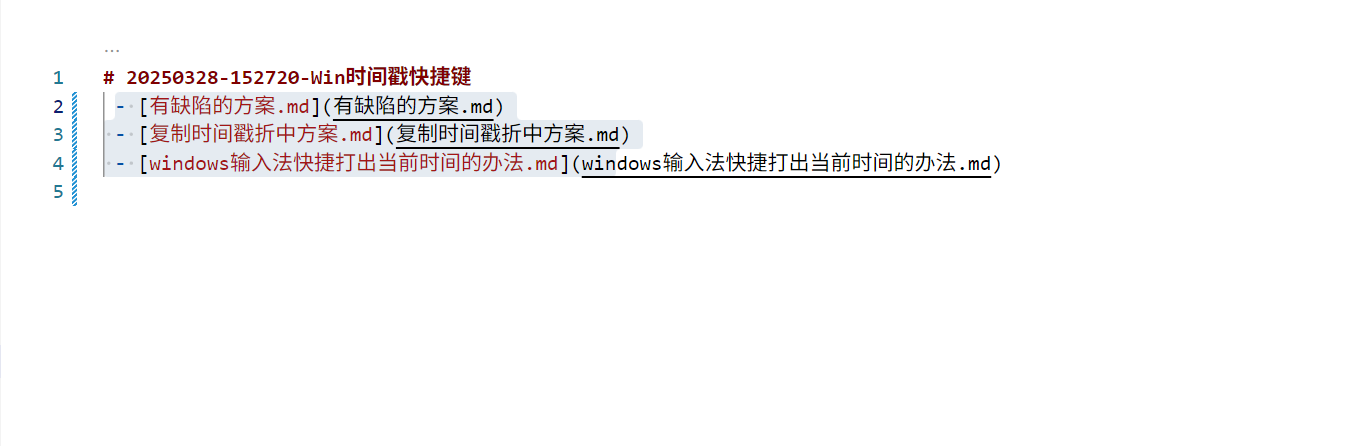 ...
1 # 20250328-152720-Win时间戳快捷键
2 - [有缺陷的方案.md](有缺陷的方案.md)
3 - [复制时间戳折中方案.md](复制时间戳折中方案.md)
4 - [windows输入法快捷打出当前时间的办法.md](windows输入法快捷打出当前时间的办法.md)
5